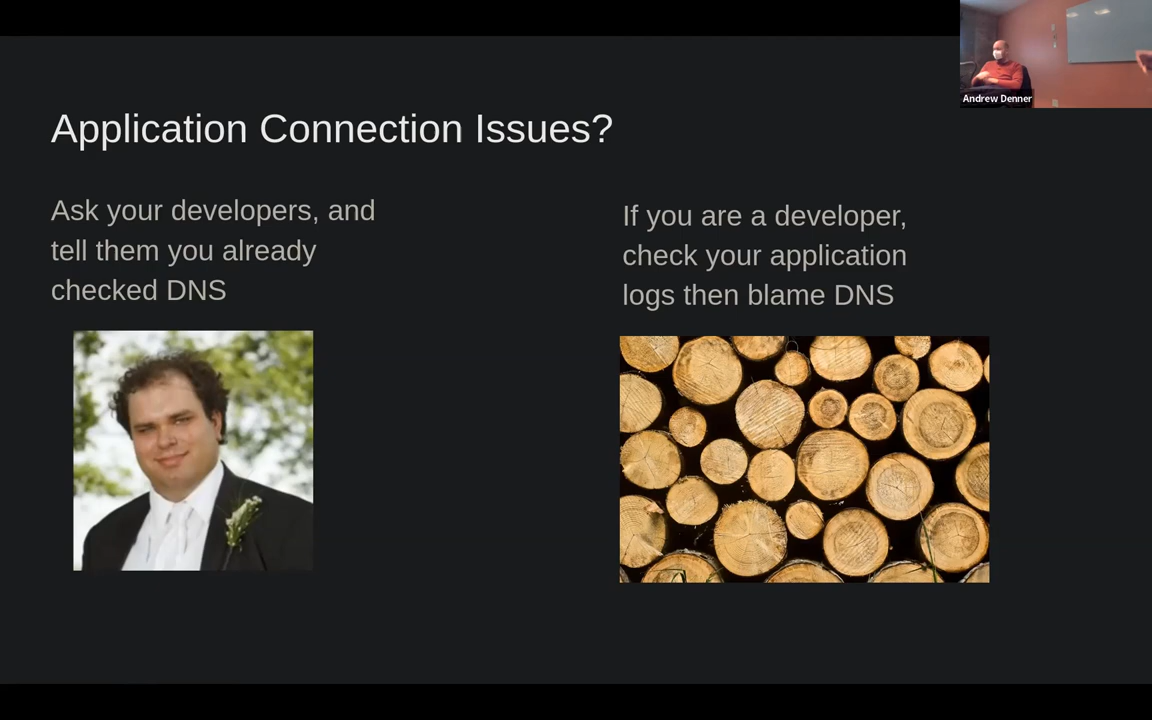 Andrew Denner
Application Connection Issues?
Ask your developers, and
tell them you already
checked DNS
If you are a developer,
check your application
logs then blame DNS